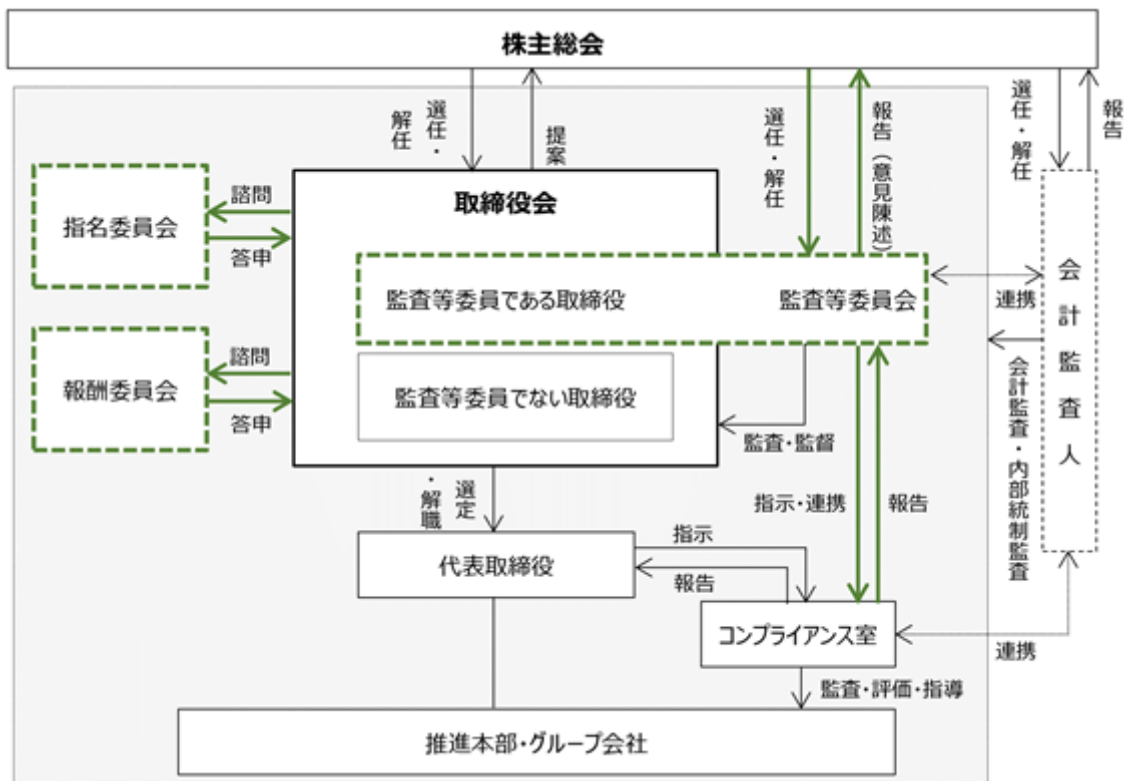 株主総会
選任・
解任
提案
選任・解任
報告（意見陳述）
選任・解任
報告
指名委員会
諮問
答申
取締役会
監査等委員である取締役
監査等委員会
連携
会計監査人
報酬委員会
諮問
答申
監査等委員でない取締役
監査・監督
会計監査・内部統制監査
選定
・解職
指示・連携
報告
代表取締役
指示
報告
コンプライアンス室
連携
監査・評価・指導
推進本部・グループ会社